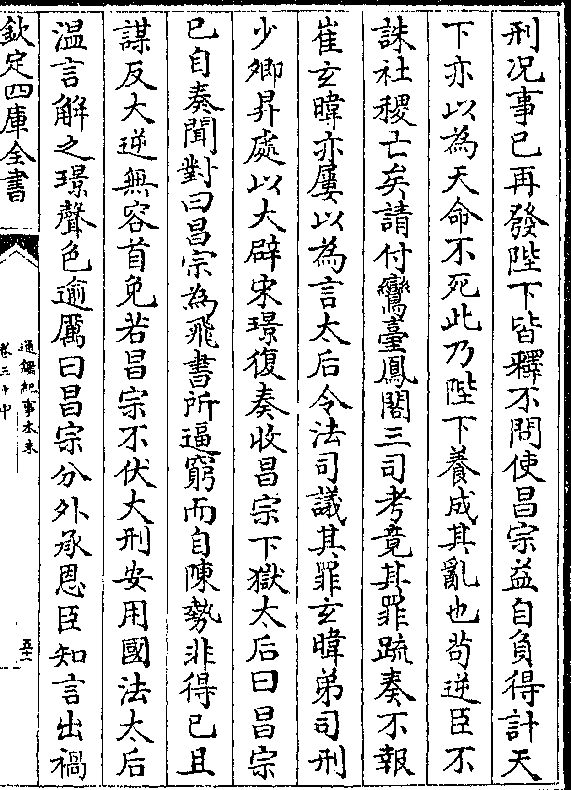 刑况事已再發陛下皆釋不問使昌宗益自負得計天
下亦以為天命不死此乃陛下養成其亂也茍逆臣不
誅社稷亡矣請付鸞臺鳳閣三司考竟其罪疏奏不報
崔玄暐亦屢以為言太后令法司議其罪玄暐弟司刑
少卿昇處以大辟宋璟復奏收昌宗下獄太后曰昌宗
已自奏聞對曰昌宗為飛書所逼窮而自陳勢非得已且
謀反大逆無容首免若昌宗不伏大刑安用國法太后
温言解之璟聲色逾厲曰昌宗分外承恩臣知言出禍
欽定四庫全書
通鑑紀事本末
卷三十中
五十二